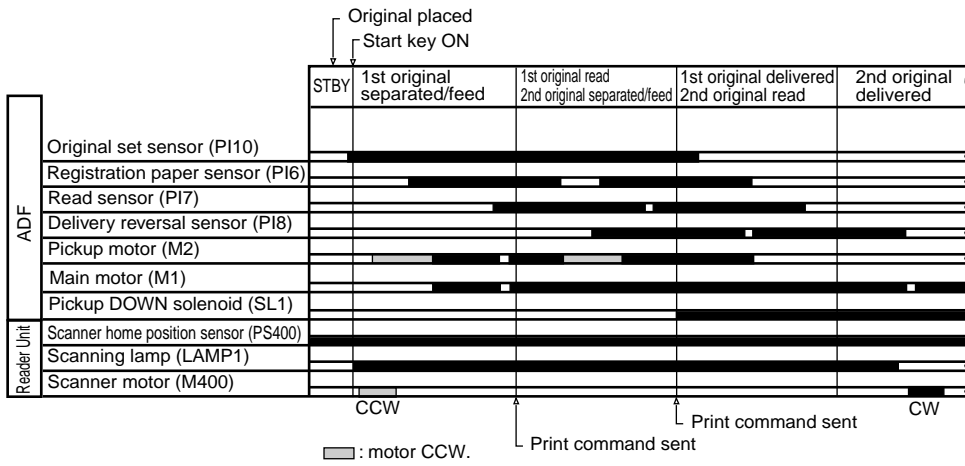 Original placed
Start key ON
STBY
1st original
separated/feed
1st original read
2nd original separated/feed
1st original delivered
2nd original read
2nd original
delivered
ADF
Original set sensor (PI10)
Registration paper sensor (PI6)
Read sensor (PI7)
Delivery reversal sensor (PI8)
Pickup motor (M2)
Main motor (M1)
Pickup DOWN solenoid (SL1)
Reader Unit
Scanner home position sensor (PS400)
Scanning lamp (LAMP1)
Scanner motor (M400)
CCW
CW
Print command sent
Print command sent
: motor CCW.